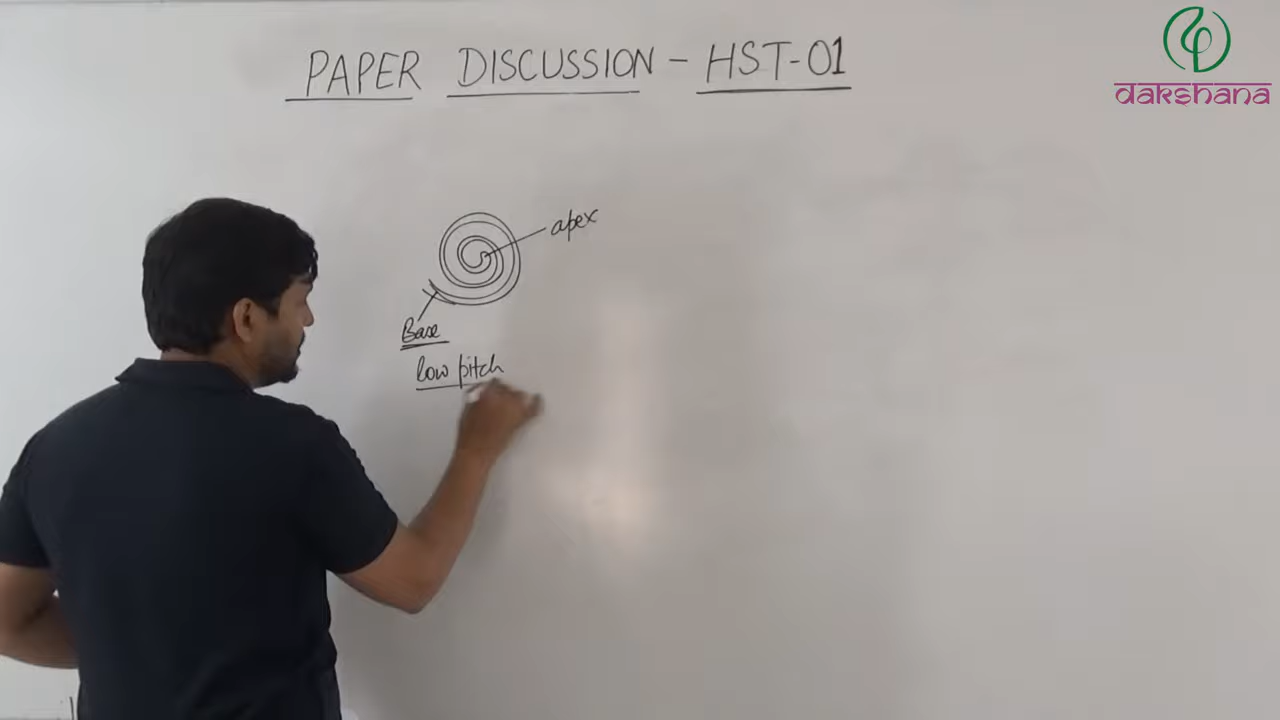 PAPER DISCUSSION - HST-01
dakshana
apex
Base
low pitch